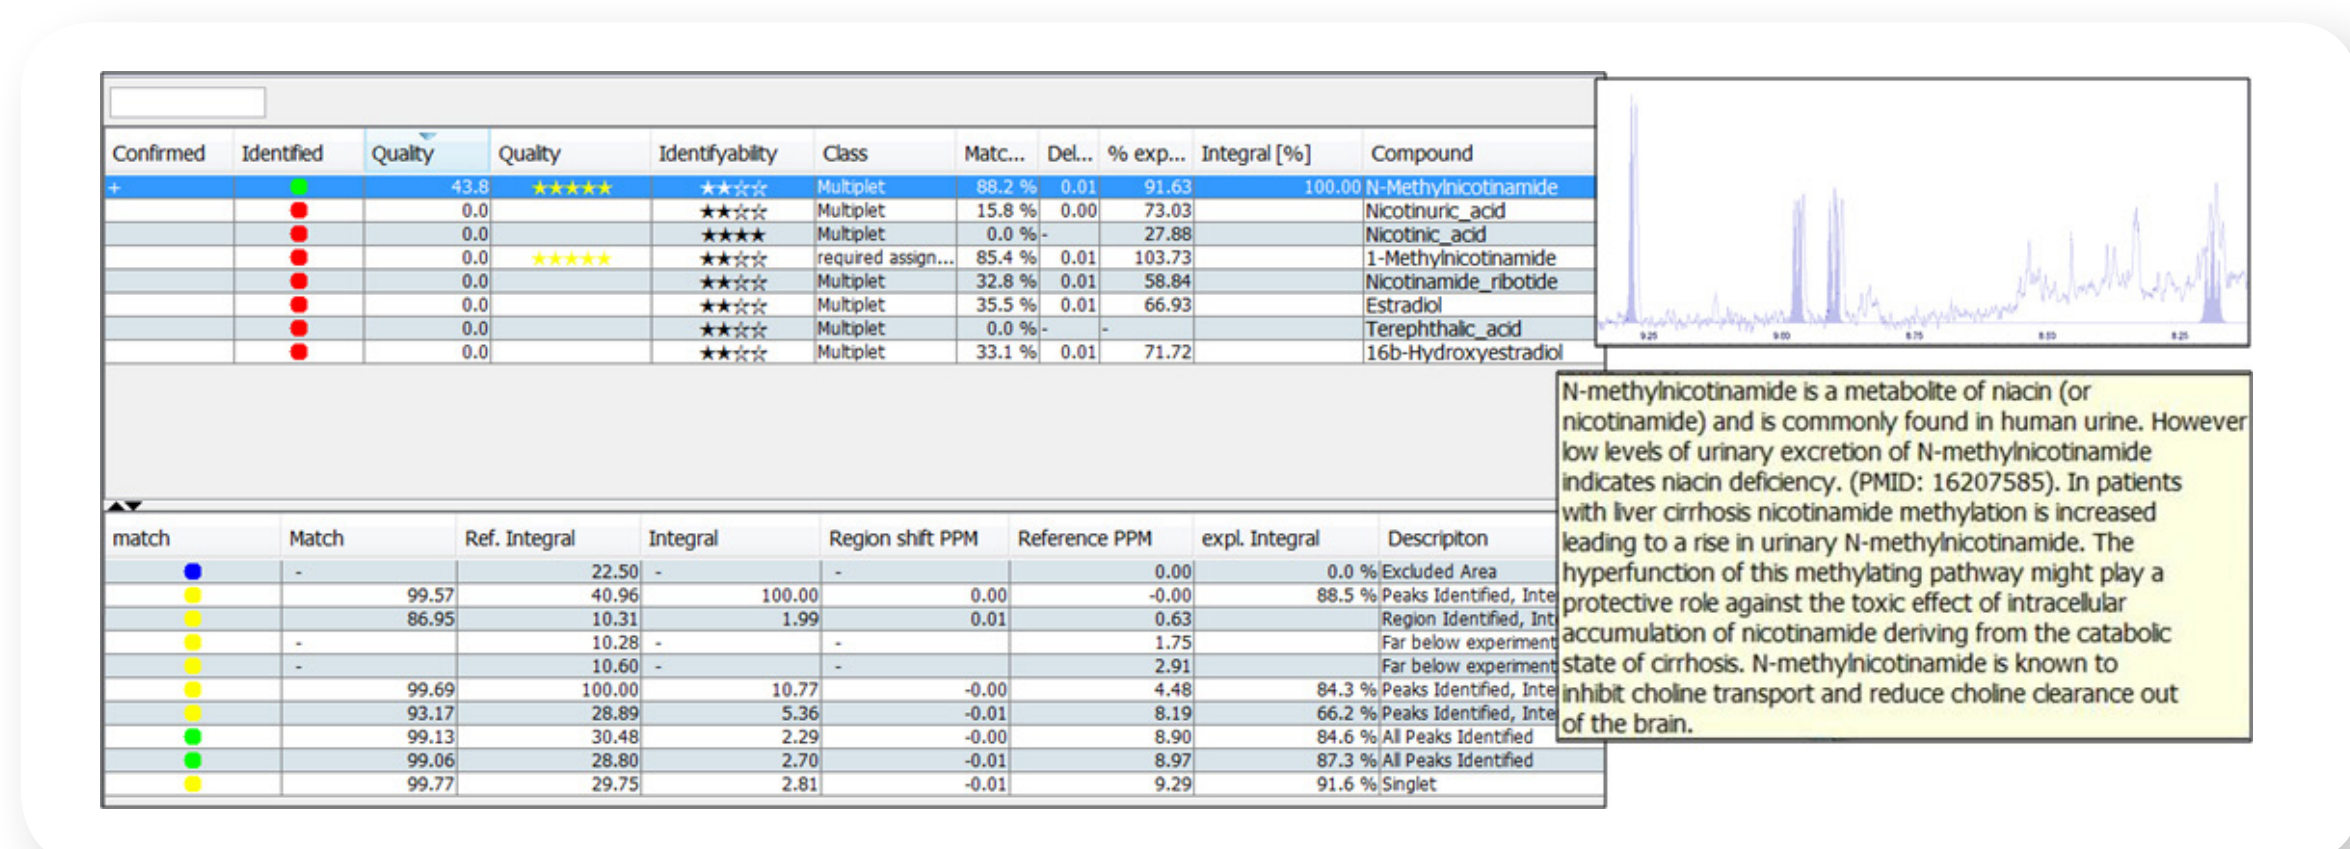 Confirmed Identified Quality Quality Identifyability Class Matc... Del... % exp... Integral [%] Compound
+ 43.8 ★★★★★ ★★☆☆ Multiplet 88.2 % 0.01 91.63 100.00 N-Methylnicotinamide
0.0 ★★☆☆ Multiplet 15.8 % 0.00 73.03 Nicotinuric_acid
0.0 ★★★★ Multiplet 0.0 % - 27.88 Nicotinic_acid
0.0 ★★★★★ ★★☆☆ required assign... 85.4 % 0.01 103.73 1-Methylnicotinamide
0.0 ★★☆☆ Multiplet 32.8 % 0.01 58.84 Nicotinamide_ribotide
0.0 ★★☆☆ Multiplet 35.5 % 0.01 66.93 Estradiol
0.0 ★★☆☆ Multiplet 0.0 % - - Terephthalic_acid
0.0 ★★☆☆ Multiplet 33.1 % 0.01 71.72 16b-Hydroxyestradiol
9.25 9.00 8.75 8.50 8.25
match Match Ref. Integral Integral Region shift PPM Reference PPM expl. Integral Descripiton
- 22.50 - - 0.00 0.0 % Excluded Area
99.57 40.96 100.00 0.00 -0.00 88.5 % Peaks Identified, Inte
86.95 10.31 1.99 0.01 0.63 Region Identified, Int
- 10.28 - - 1.75 Far below experiment
- 10.60 - - 2.91 Far below experiment
99.69 100.00 10.77 -0.00 4.48 84.3 % Peaks Identified, Inte
93.17 28.89 5.36 -0.01 8.19 66.2 % Peaks Identified, Inte
99.13 30.48 2.29 -0.00 8.90 84.6 % All Peaks Identified
99.06 28.80 2.70 -0.01 8.97 87.3 % All Peaks Identified
99.77 29.75 2.81 -0.01 9.29 91.6 % Singlet
N-methylnicotinamide is a metabolite of niacin (or
nicotinamide) and is commonly found in human urine. However
low levels of urinary excretion of N-methylnicotinamide
indicates niacin deficiency. (PMID: 16207585). In patients
with liver cirrhosis nicotinamide methylation is increased
leading to a rise in urinary N-methylnicotinamide. The
hyperfunction of this methylating pathway might play a
protective role against the toxic effect of intracellular
accumulation of nicotinamide deriving from the catabolic
state of cirrhosis. N-methylnicotinamide is known to
inhibit choline transport and reduce choline clearance out
of the brain.